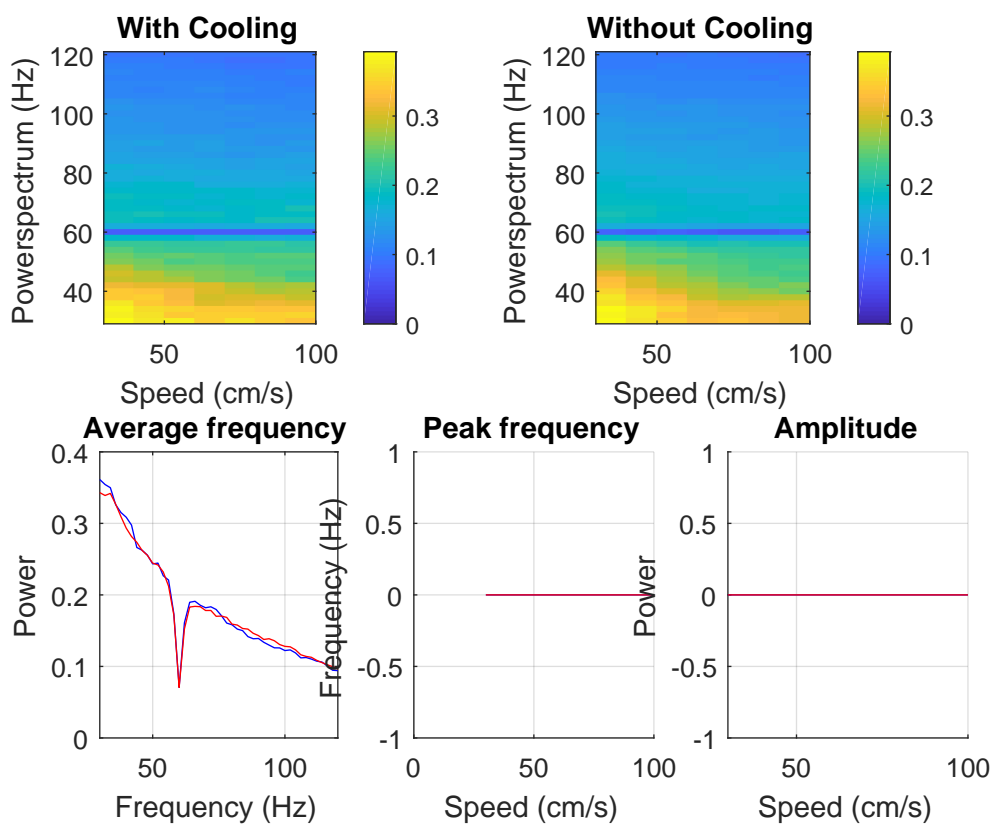 With Cooling
Powerspectrum (Hz)
120
100
80
60
40
50
100
Speed (cm/s)
0.3
0.2
0.1
0
Without Cooling
Powerspectrum (Hz)
120
100
80
60
40
50
100
Speed (cm/s)
0.3
0.2
0.1
0
Average frequency
Power
0.4
0.3
0.2
0.1
0
50
100
Frequency (Hz)
Peak frequency
Frequency (Hz)
1
0.5
0
-0.5
-1
0
50
100
Speed (cm/s)
Amplitude
Power
1
0.5
0
-0.5
-1
50
100
Speed (cm/s)